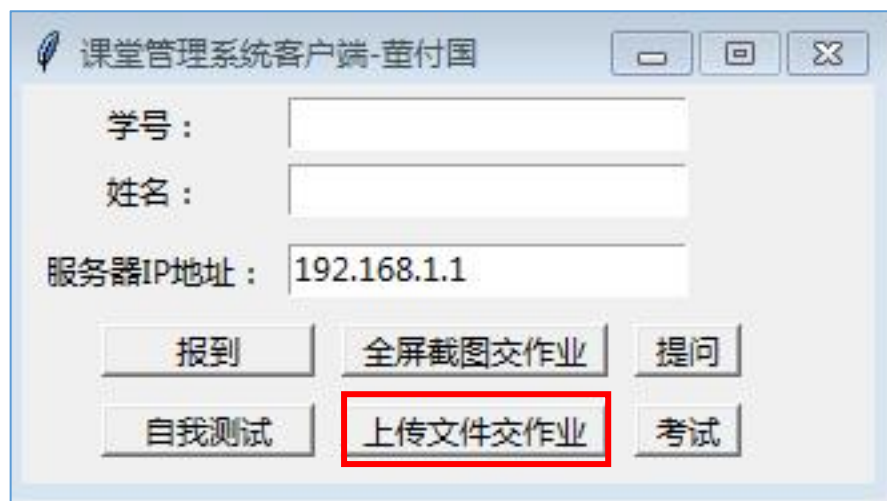 课堂管理系统客户端-董付国
学号：
姓名：
服务器IP地址： 192.168.1.1
报到 全屏截图交作业 提问
自我测试 上传文件交作业 考试